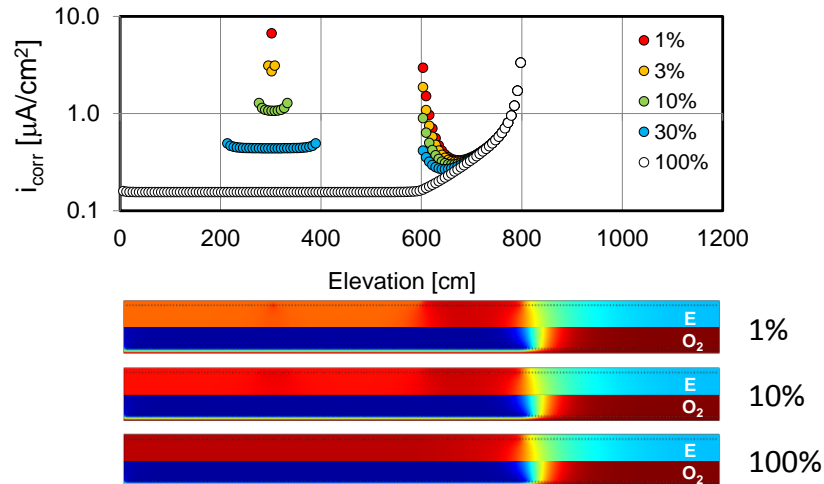 10.0
1.0
0.1
i_corr [µA/cm²]
1%
3%
10%
30%
100%
0 200 400 600 800 1000 1200
Elevation [cm]
E
O₂
1%
E
O₂
10%
E
O₂
100%